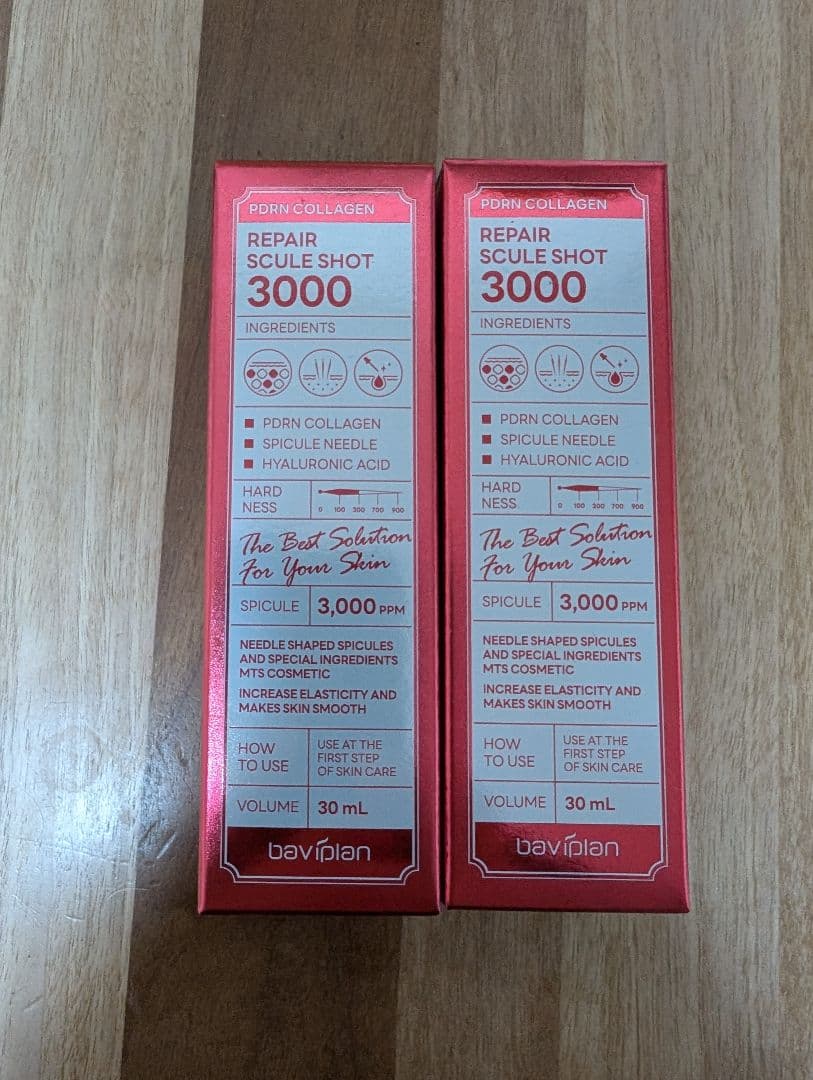 PDRN COLLAGEN
REPAIR
SCULE SHOT
3000
INGREDIENTS
PDRN COLLAGEN
SPICULE NEEDLE
HYALURONIC ACID
HARD
NESS
0 100 300 700 900
The Best Solution
For Your Skin
SPICULE 3,000 PPM
NEEDLE SHAPED SPICULES
AND SPECIAL INGREDIENTS
MTS COSMETIC
INCREASE ELASTICITY AND
MAKES SKIN SMOOTH
HOW
TO USE
USE AT THE
FIRST STEP
OF SKIN CARE
VOLUME 30 mL
baviplan
PDRN COLLAGEN
REPAIR
SCULE SHOT
3000
INGREDIENTS
PDRN COLLAGEN
SPICULE NEEDLE
HYALURONIC ACID
HARD
NESS
0 100 300 700 900
The Best Solution
For Your Skin
SPICULE 3,000 PPM
NEEDLE SHAPED SPICULES
AND SPECIAL INGREDIENTS
MTS COSMETIC
INCREASE ELASTICITY AND
MAKES SKIN SMOOTH
HOW
TO USE
USE AT THE
FIRST STEP
OF SKIN CARE
VOLUME 30 mL
baviplan